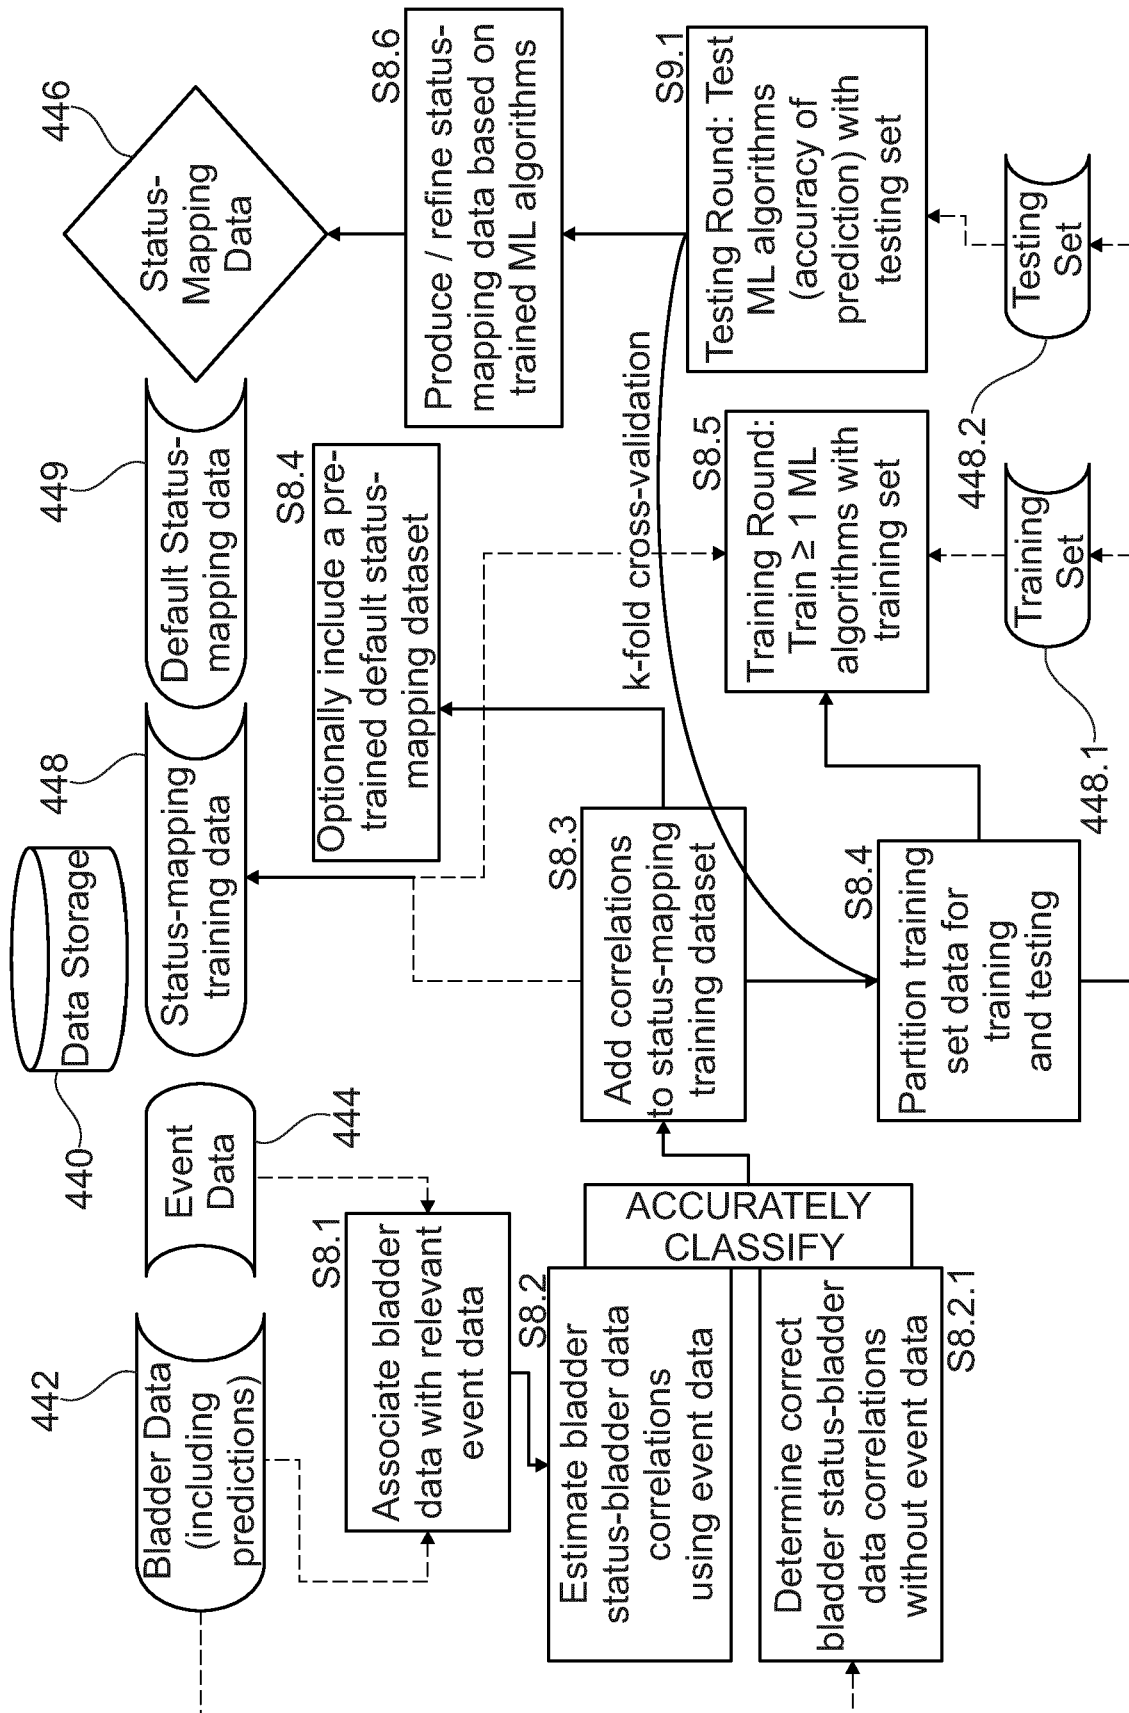 440
Data Storage
442
Bladder Data
(including
predictions)
444
Event
Data
448
Status-mapping
training data
449
Default Status-
mapping data
446
Status-
Mapping
Data
S8.1
Associate bladder
data with relevant
event data
S8.4
Optionally include a pre-
trained default status-
mapping dataset
S8.6
Produce / refine status-
mapping data based on
trained ML algorithms
S8.2
Estimate bladder
status-bladder data
correlations
using event data
ACCURATELY
CLASSIFY
Determine correct
bladder status-bladder
data correlations
without event data
S8.2.1
S8.3
Add correlations
to status-mapping
training dataset
k-fold cross-validation
S8.4
Partition training
set data for
training
and testing
S8.5
Training Round:
Train ≥ 1 ML
algorithms with
training set
S9.1
Testing Round: Test
ML algorithms
(accuracy of
prediction) with
testing set
448.1
Training
Set
448.2
Testing
Set